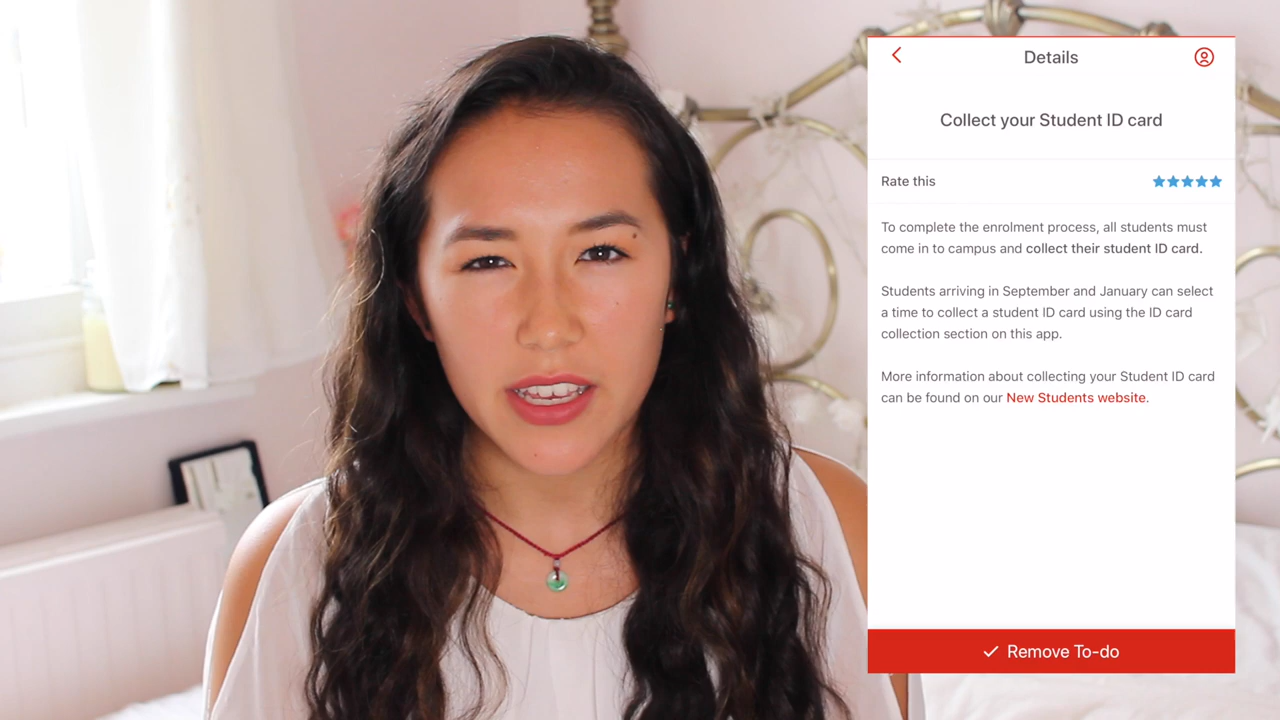 Details
Collect your Student ID card
Rate this
To complete the enrolment process, all students must
come in to campus and collect their student ID card.
Students arriving in September and January can select
a time to collect a student ID card using the ID card
collection section on this app.
More information about collecting your Student ID card
can be found on our New Students website.
Remove To-do